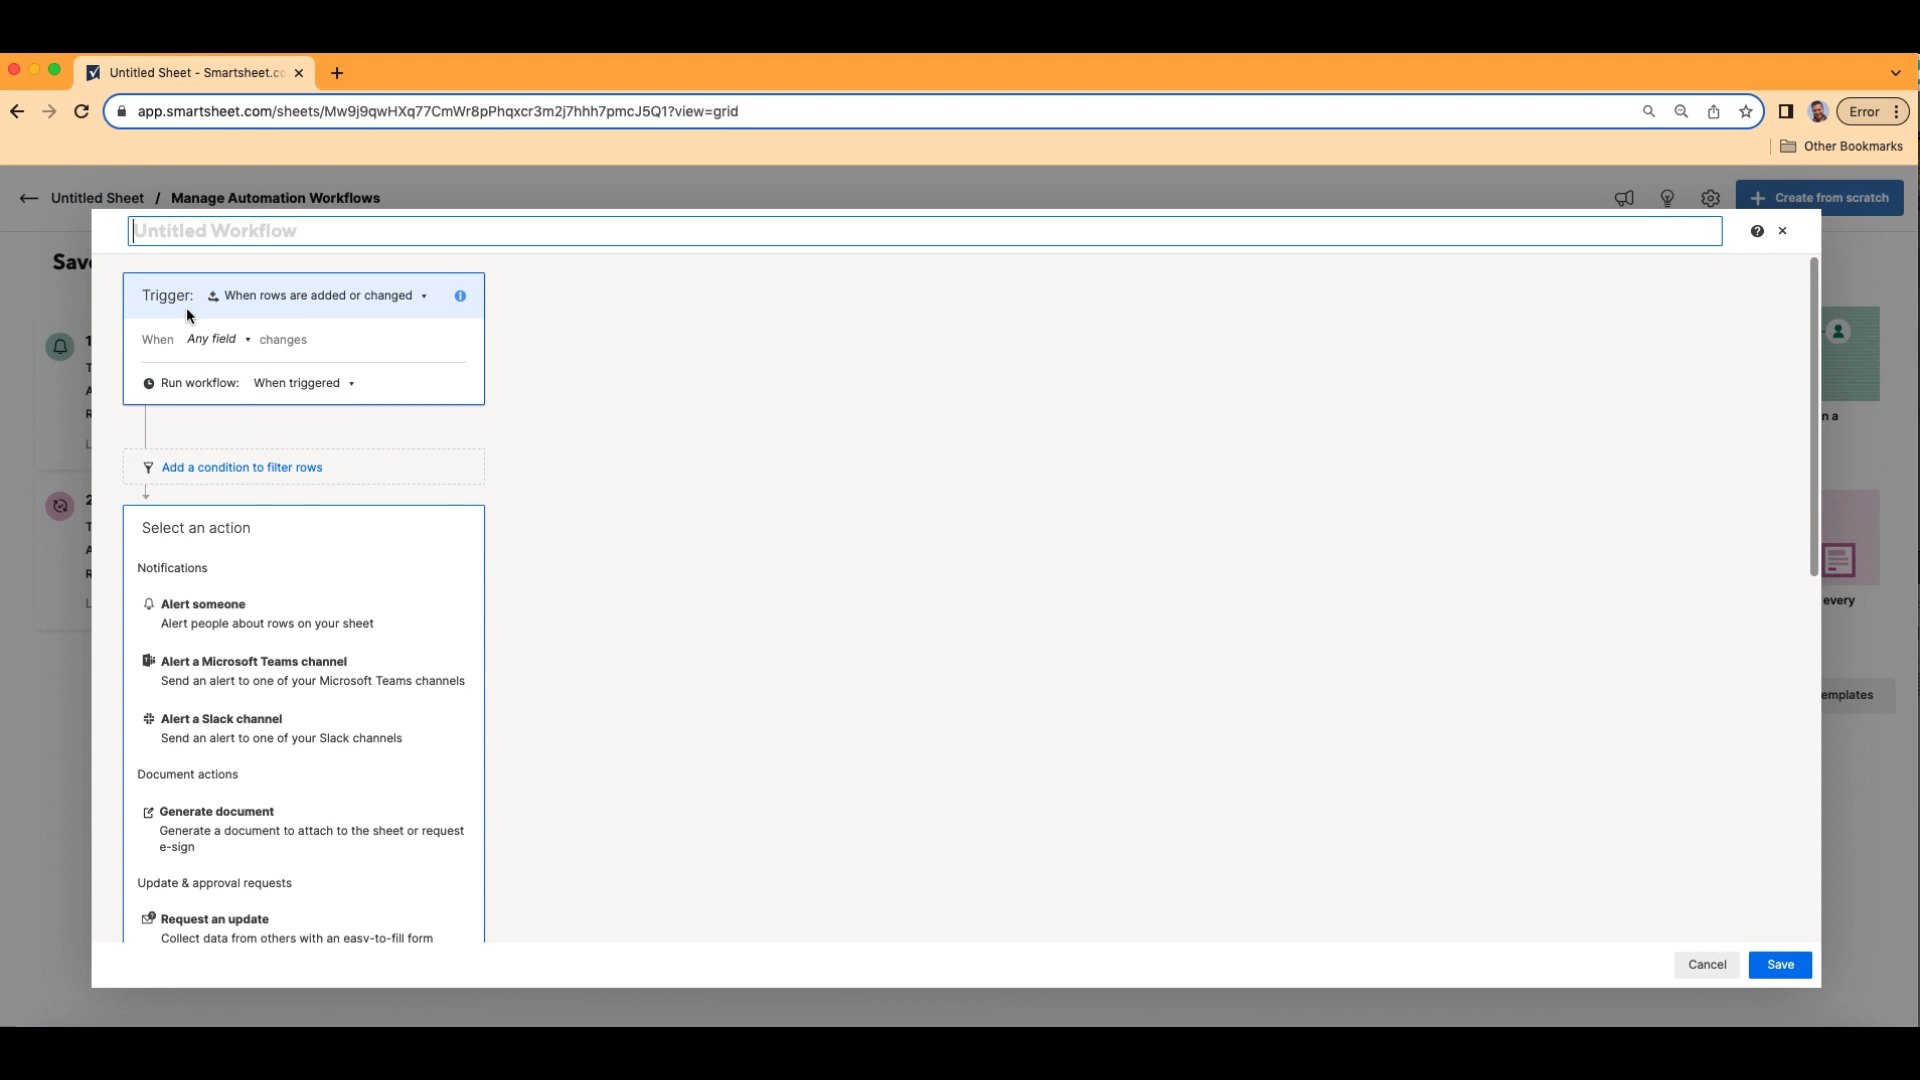 Untitled Sheet - Smartsheet.co
app.smartsheet.com/sheets/Mw9j9qwHXq77CmWr8pPhqxcr3m2j7hhh7pmcJ5Q1?view=grid
Error
Other Bookmarks
Untitled Sheet / Manage Automation Workflows
Create from scratch
Untitled Workflow
Save
Trigger: When rows are added or changed
When Any field changes
Run workflow: When triggered
Add a condition to filter rows
Select an action
Notifications
Alert someone
Alert people about rows on your sheet
Alert a Microsoft Teams channel
Send an alert to one of your Microsoft Teams channels
Alert a Slack channel
Send an alert to one of your Slack channels
Document actions
Generate document
Generate a document to attach to the sheet or request
e-sign
Update & approval requests
Request an update
Collect data from others with an easy-to-fill form
n a
every
emplates
Cancel
Save